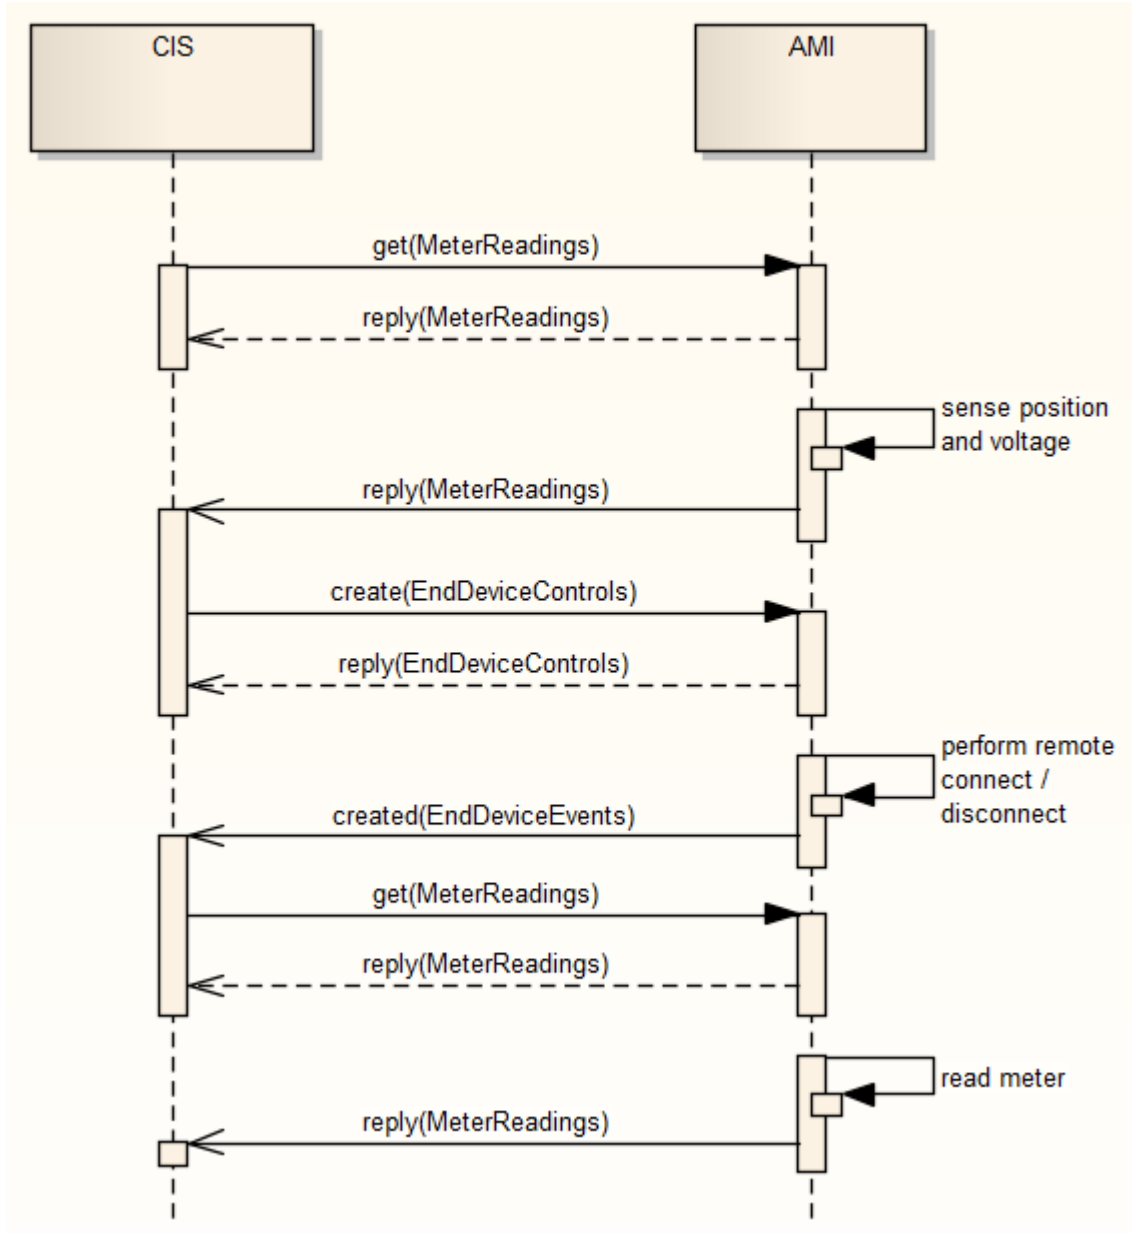 CIS
AMI
get(MeterReadings)
reply(MeterReadings)
sense position
and voltage
reply(MeterReadings)
create(EndDeviceControls)
reply(EndDeviceControls)
perform remote
connect /
disconnect
created(EndDeviceEvents)
get(MeterReadings)
reply(MeterReadings)
read meter
reply(MeterReadings)